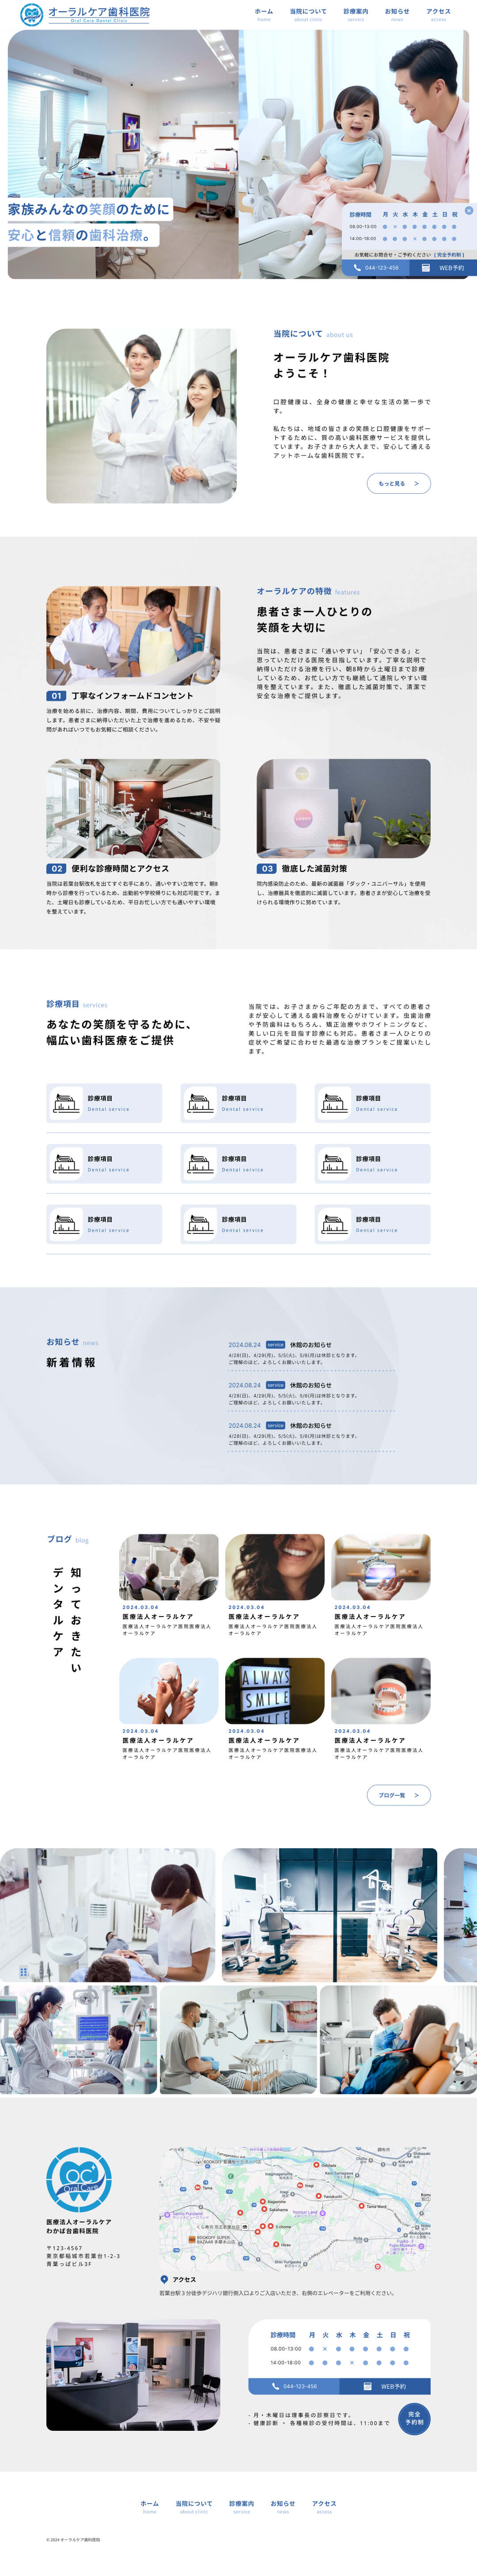 オーラルケア歯科医院
Oral Care Dental Clinic
ホーム 当院について 診療案内 お知らせ アクセス
home about clinic service news access
家族みんなの笑顔のために
安心と信頼の歯科治療。
診療時間 月 火 水 木 金 土 日 祝
08:00-13:00 ● × ● ● ● ● ● ●
14:00-18:00 ● ● ● × ● ● ● ●
お気軽にお問合せ・ご予約ください [ 完全予約制 ]
044-123-456 WEB予約
当院について about us
オーラルケア歯科医院
ようこそ！
口腔健康は、全身の健康と幸せな生活の第一歩で
す。
私たちは、地域の皆さまの笑顔と口腔健康をサポー
トするために、質の高い歯科医療サービスを提供し
ています。お子さまから大人まで、安心して通える
アットホームな歯科医院です。
もっと見る ＞
オーラルケアの特徴 features
患者さま一人ひとりの
笑顔を大切に
当院は、患者さまに「通いやすい」「安心できる」と
思っていただける医院を目指しています。丁寧な説明で
納得いただける治療を行い、朝8時から土曜日まで診療
しているため、お忙しい方でも継続して通院しやすい環
境を整えています。また、徹底した滅菌対策で、清潔で
安全な治療をご提供します。
01 丁寧なインフォームドコンセント
治療を始める前に、治療内容、期間、費用についてしっかりとご説明
します。患者さまに納得いただいた上で治療を進めるため、不安や疑
問があればいつでもお気軽にご相談ください。
02 便利な診療時間とアクセス
当院は若葉台駅改札を出てすぐ右手にあり、通いやすい立地です。朝8
時から診療を行っているため、出勤前や学校帰りにも対応可能です。ま
た、土曜日も診療しているため、平日お忙しい方でも通いやすい環境
を整えています。
03 徹底した滅菌対策
院内感染防止のため、最新の滅菌器「ダック・ユニバーサル」を使用
し、治療器具を徹底的に滅菌しています。患者さまが安心して治療を受
けられる環境作りに努めています。
診療項目 services
あなたの笑顔を守るために、
幅広い歯科医療をご提供
当院では、お子さまからご年配の方まで、すべての患者さ
まが安心して通える歯科治療を心がけています。虫歯治療
や予防歯科はもちろん、矯正治療やホワイトニングなど、
美しい口元を目指す診療にも対応。患者さま一人ひとりの
症状やご希望に合わせた最適な治療プランをご提案いたし
ます。
診療項目 診療項目 診療項目
Dental service Dental service Dental service
診療項目 診療項目 診療項目
Dental service Dental service Dental service
診療項目 診療項目 診療項目
Dental service Dental service Dental service
お知らせ news
新着情報
2024.08.24 service 休館のお知らせ
4/28(日)、4/29(月)、5/5(火)、5/6(月)は休診となります。
ご理解のほど、よろしくお願いいたします。
2024.08.24 service 休館のお知らせ
4/28(日)、4/29(月)、5/5(火)、5/6(月)は休診となります。
ご理解のほど、よろしくお願いいたします。
2024.08.24 service 休館のお知らせ
4/28(日)、4/29(月)、5/5(火)、5/6(月)は休診となります。
ご理解のほど、よろしくお願いいたします。
ブログ blog
知っておきたい
デンタルケア
2024.03.04 2024.03.04 2024.03.04
医療法人オーラルケア 医療法人オーラルケア 医療法人オーラルケア
医療法人オーラルケア医院医療法人 医療法人オーラルケア医院医療法人 医療法人オーラルケア医院医療法人
オーラルケア オーラルケア オーラルケア
ALWAYS
SMILE
2024.03.04 2024.03.04 2024.03.04
医療法人オーラルケア 医療法人オーラルケア 医療法人オーラルケア
医療法人オーラルケア医院医療法人 医療法人オーラルケア医院医療法人 医療法人オーラルケア医院医療法人
オーラルケア オーラルケア オーラルケア
ブログ一覧 ＞
Oral Care
医療法人オーラルケア
わかば台歯科医院
〒123-4567
東京都稲城市若葉台1-2-3
青葉っぱビル3F
アクセス
若葉台駅３分徒歩デジハリ銀行側入口よりご入店いただき、右側のエレベーターをご利用ください。
診療時間 月 火 水 木 金 土 日 祝
08:00-13:00 ● × ● ● ● ● ● ●
14:00-18:00 ● ● ● × ● ● ● ●
044-123-456 WEB予約
- 月・木曜日は理事長の診察日です。
- 健康診断 ・ 各種検診の受付時間は、11:00まで
完全
予約制
ホーム 当院について 診療案内 お知らせ アクセス
home about clinic service news access
© 2024 オーラルケア歯科医院